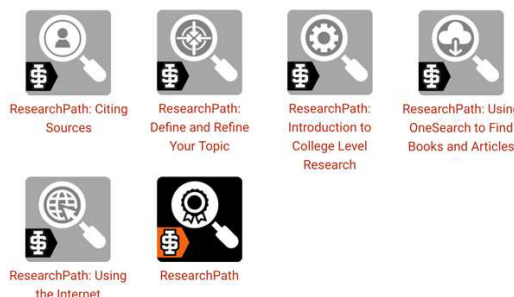 ResearchPath: Citing
Sources
ResearchPath:
Define and Refine
Your Topic
ResearchPath:
Introduction to
College Level
Research
ResearchPath: Using
OneSearch to Find
Books and Articles
ResearchPath: Using
the Internet
ResearchPath